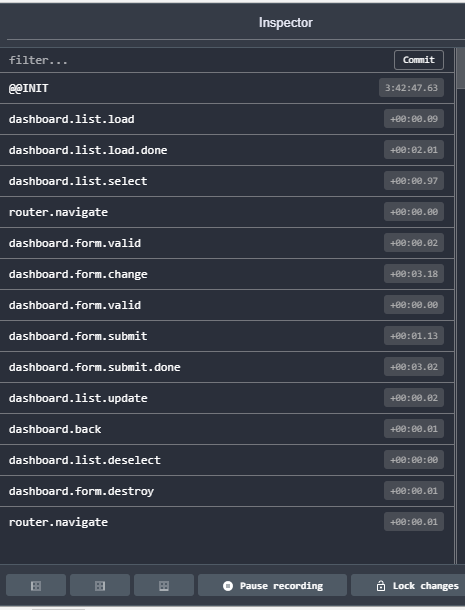 Inspector
filter... Commit
@@INIT 3:42:47.63
dashboard.list.load +00:00.09
dashboard.list.load.done +00:02.01
dashboard.list.select +00:00.97
router.navigate +00:00.00
dashboard.form.valid +00:00.02
dashboard.form.change +00:03.18
dashboard.form.valid +00:00.00
dashboard.form.submit +00:01.13
dashboard.form.submit.done +00:03.02
dashboard.list.update +00:00.02
dashboard.back +00:00.01
dashboard.list.deselect +00:00:00
dashboard.form.destroy +00:00.01
router.navigate +00:00.01
Pause recording Lock changes